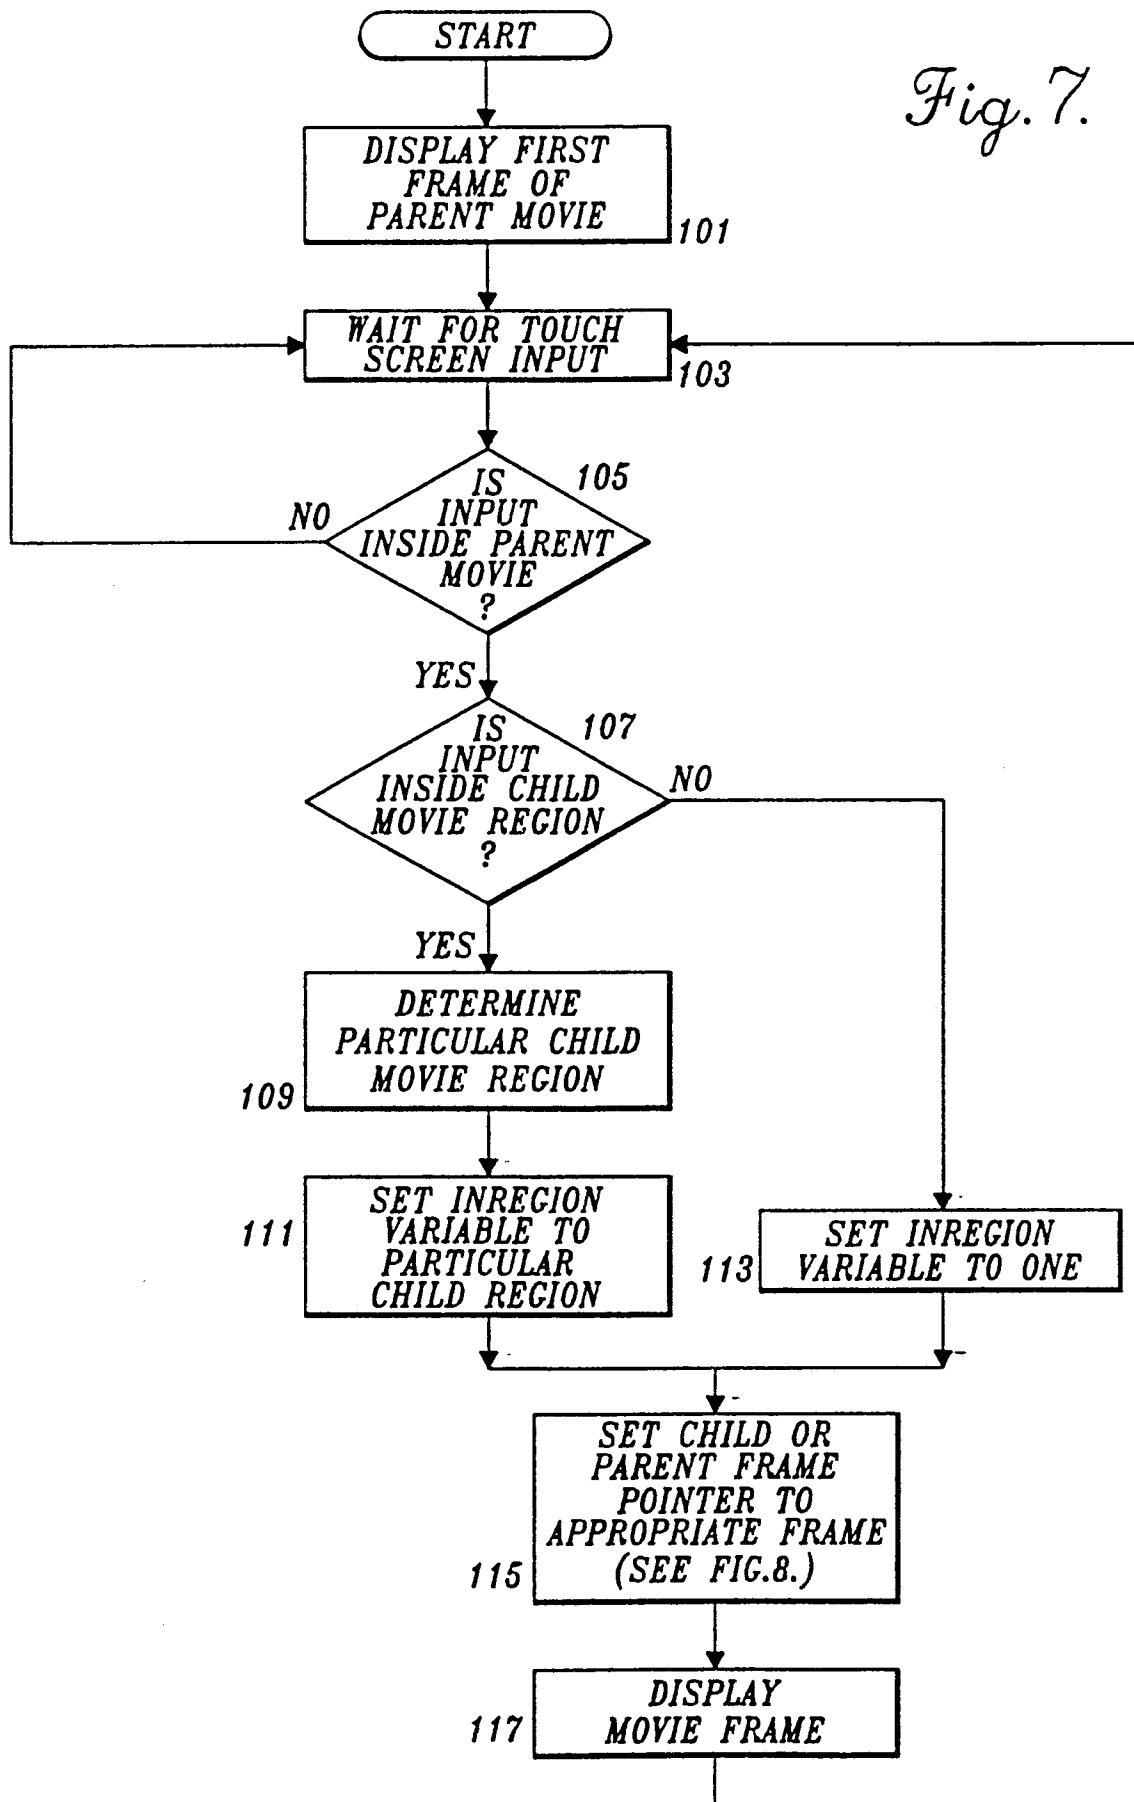 START
Fig. 7.
DISPLAY FIRST
FRAME OF
PARENT MOVIE
101
WAIT FOR TOUCH
SCREEN INPUT
103
IS
INPUT
INSIDE PARENT
MOVIE
?
105
NO
YES
IS
INPUT
INSIDE CHILD
MOVIE REGION
?
107
NO
YES
DETERMINE
PARTICULAR CHILD
MOVIE REGION
109
SET INREGION
VARIABLE TO
PARTICULAR
CHILD REGION
111
SET INREGION
VARIABLE TO ONE
113
SET CHILD OR
PARENT FRAME
POINTER TO
APPROPRIATE FRAME
(SEE FIG.8.)
115
DISPLAY
MOVIE FRAME
117